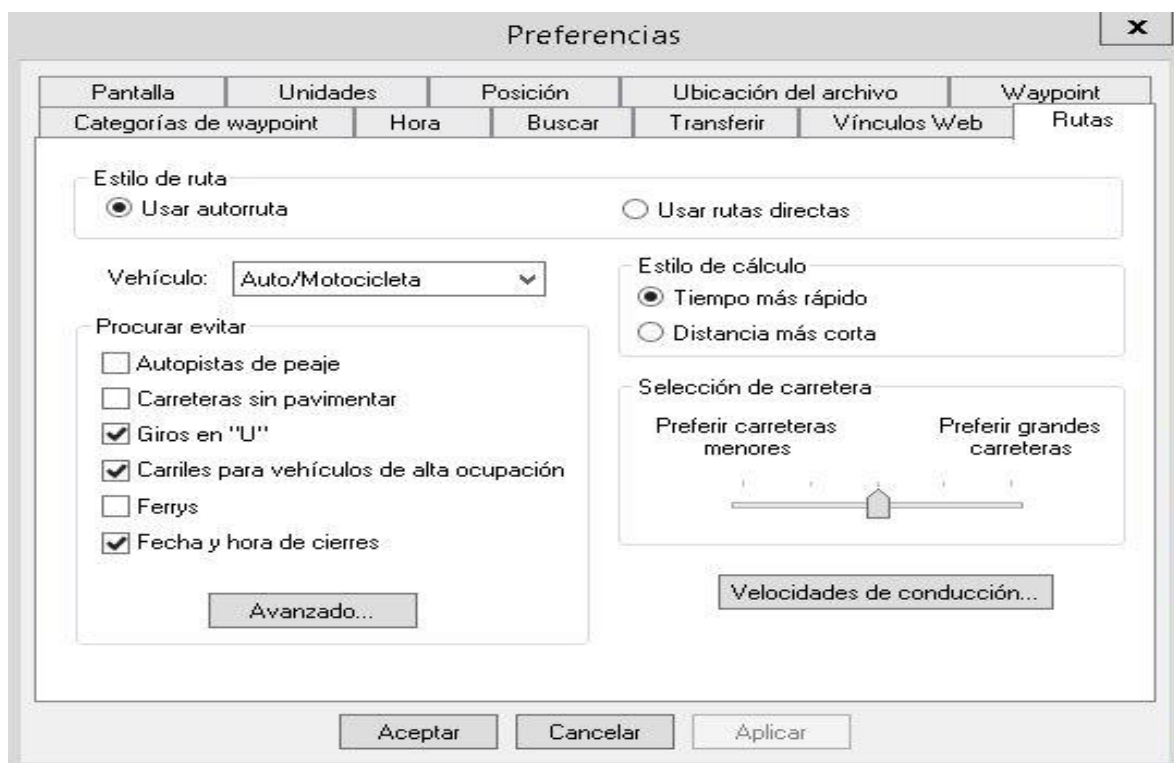 Preferencias
x
Pantalla Unidades Posición Ubicación del archivo Waypoint
Categorías de waypoint Hora Buscar Transferir Vínculos Web Rutas
Estilo de ruta
Usar autorruta Usar rutas directas
Vehículo: Auto/Motocicleta
Procurar evitar
Autopistas de peaje
Carreteras sin pavimentar
Giros en "U"
Carriles para vehículos de alta ocupación
Ferrys
Fecha y hora de cierres
Avanzado...
Estilo de cálculo
Tiempo más rápido
Distancia más corta
Selección de carretera
Preferir carreteras
menores
Preferir grandes
carreteras
Velocidades de conducción...
Aceptar Cancelar Aplicar